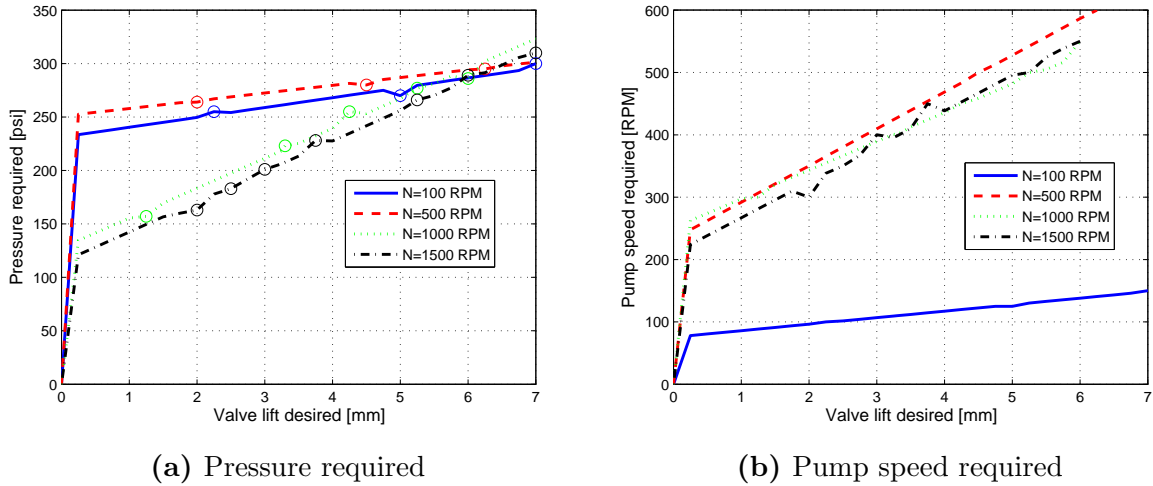 350
300
250
200
150
100
50
0
Pressure required [psi]
0 1 2 3 4 5 6 7
Valve lift desired [mm]
N=100 RPM
N=500 RPM
N=1000 RPM
N=1500 RPM
(a) Pressure required
600
500
400
300
200
100
0
Pump speed required [RPM]
0 1 2 3 4 5 6 7
Valve lift desired [mm]
N=100 RPM
N=500 RPM
N=1000 RPM
N=1500 RPM
(b) Pump speed required